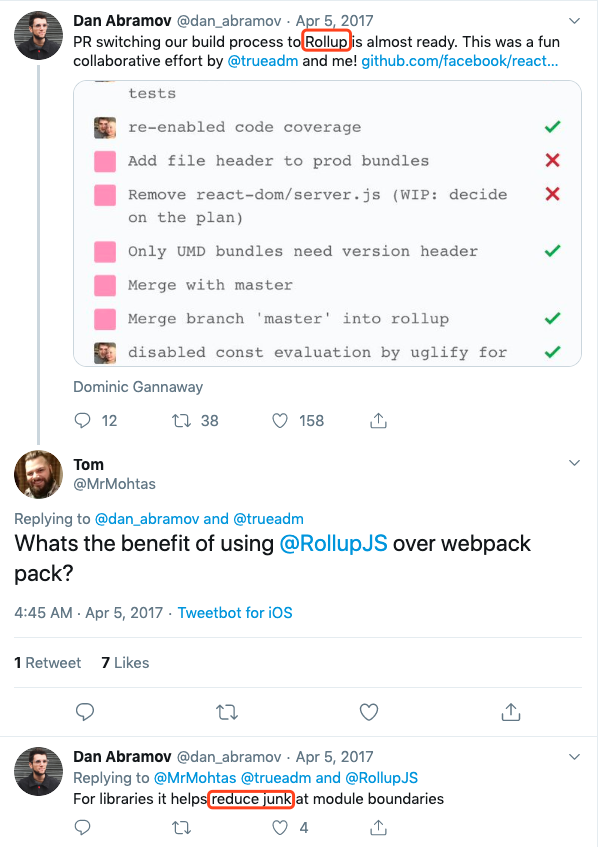 Dan Abramov @dan_abramov · Apr 5, 2017
PR switching our build process to Rollup is almost ready. This was a fun
collaborative effort by @trueadm and me! github.com/facebook/react...
tests
re-enabled code coverage
Add file header to prod bundles
Remove react-dom/server.js (WIP: decide
on the plan)
Only UMD bundles need version header
Merge with master
Merge branch 'master' into rollup
disabled const evaluation by uglify for
Dominic Gannaway
12 38 158
Tom
@MrMohtas
Replying to @dan_abramov and @trueadm
Whats the benefit of using @RollupJS over webpack
pack?
4:45 AM · Apr 5, 2017 · Tweetbot for iOS
1 Retweet 7 Likes
Dan Abramov @dan_abramov · Apr 5, 2017
Replying to @MrMohtas @trueadm and @RollupJS
For libraries it helps reduce junk at module boundaries
4